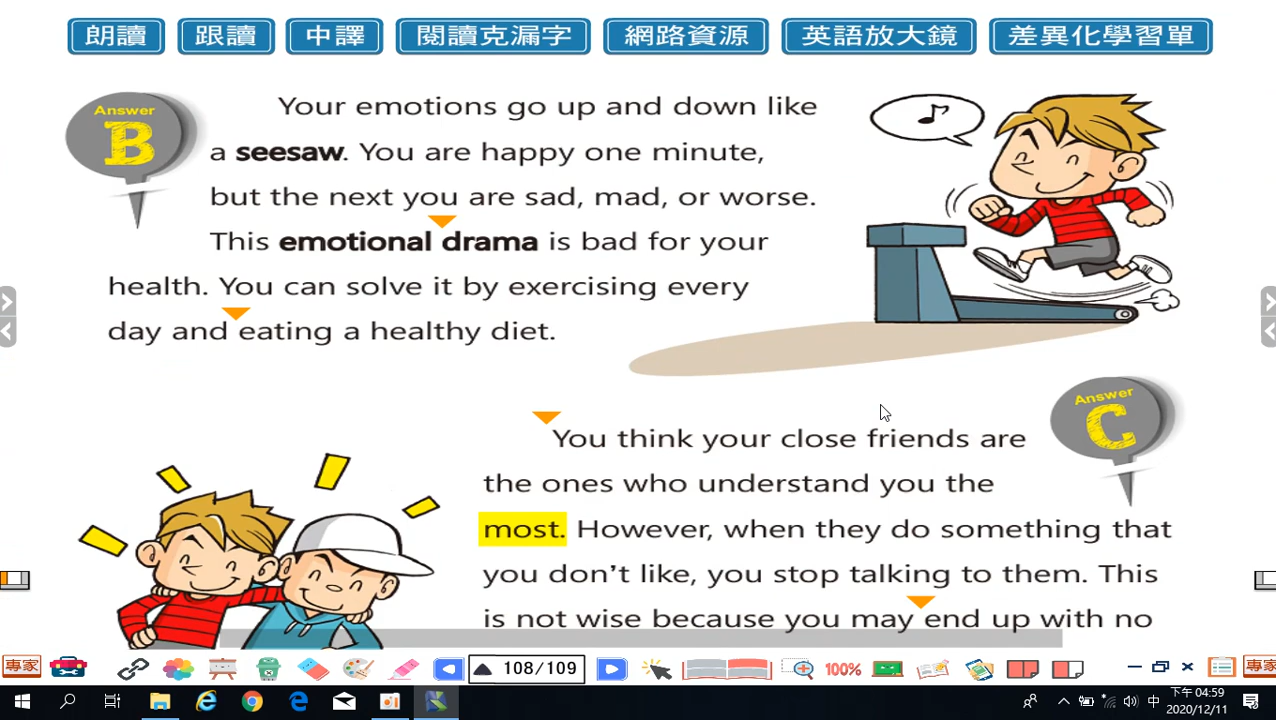 朗讀 跟讀 中譯 閱讀克漏字 網路資源 英語放大鏡 差異化學習單
Answer
B
Your emotions go up and down like
a seesaw. You are happy one minute,
but the next you are sad, mad, or worse.
This emotional drama is bad for your
health. You can solve it by exercising every
day and eating a healthy diet.
Answer
C
You think your close friends are
the ones who understand you the
most. However, when they do something that
you don't like, you stop talking to them. This
is not wise because you may end up with no
專家 108/109 100% 專家
中 下午 04:59
2020/12/11